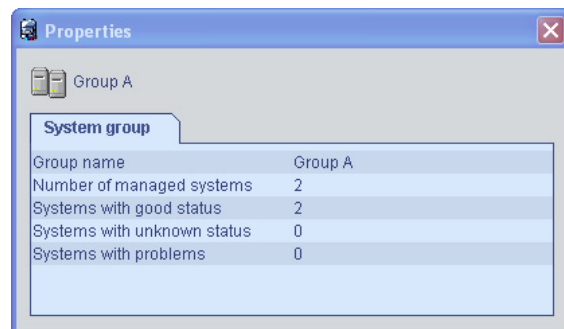 Properties
Group A
System group
Group name Group A
Number of managed systems 2
Systems with good status 2
Systems with unknown status 0
Systems with problems 0